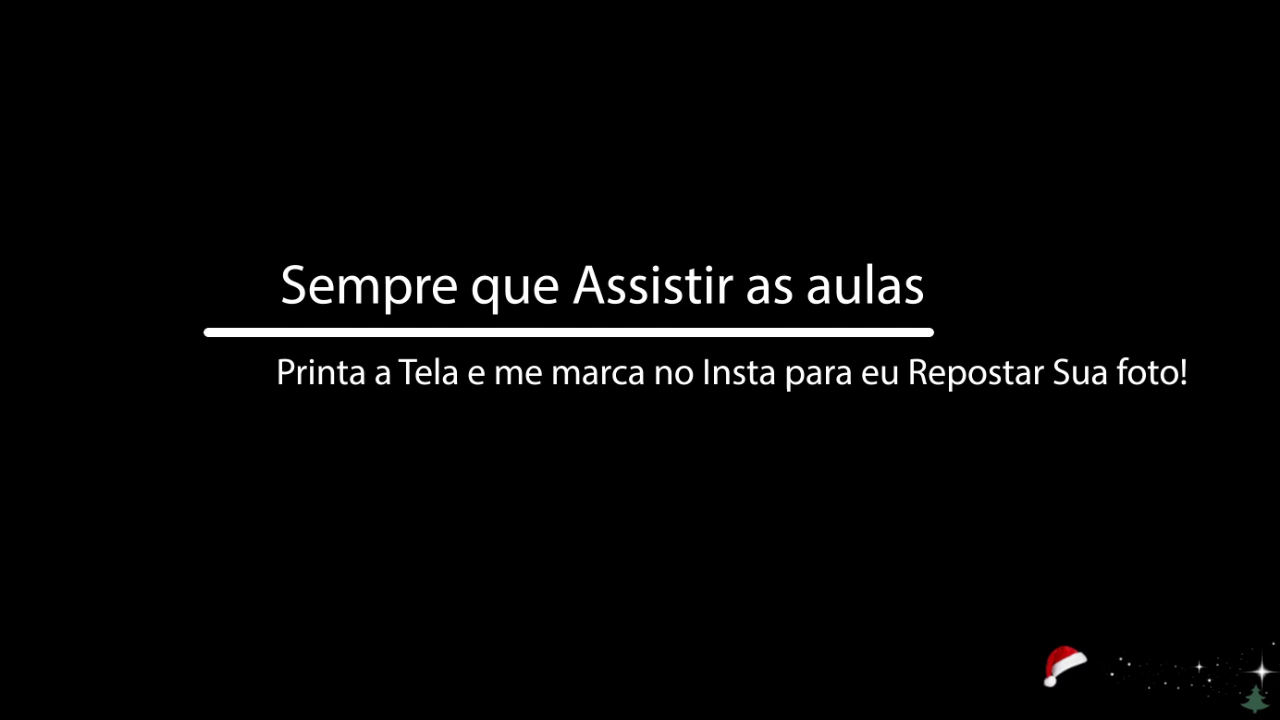 Sempre que Assistir as aulas
Printa a Tela e me marca no Insta para eu Repostar Sua foto!